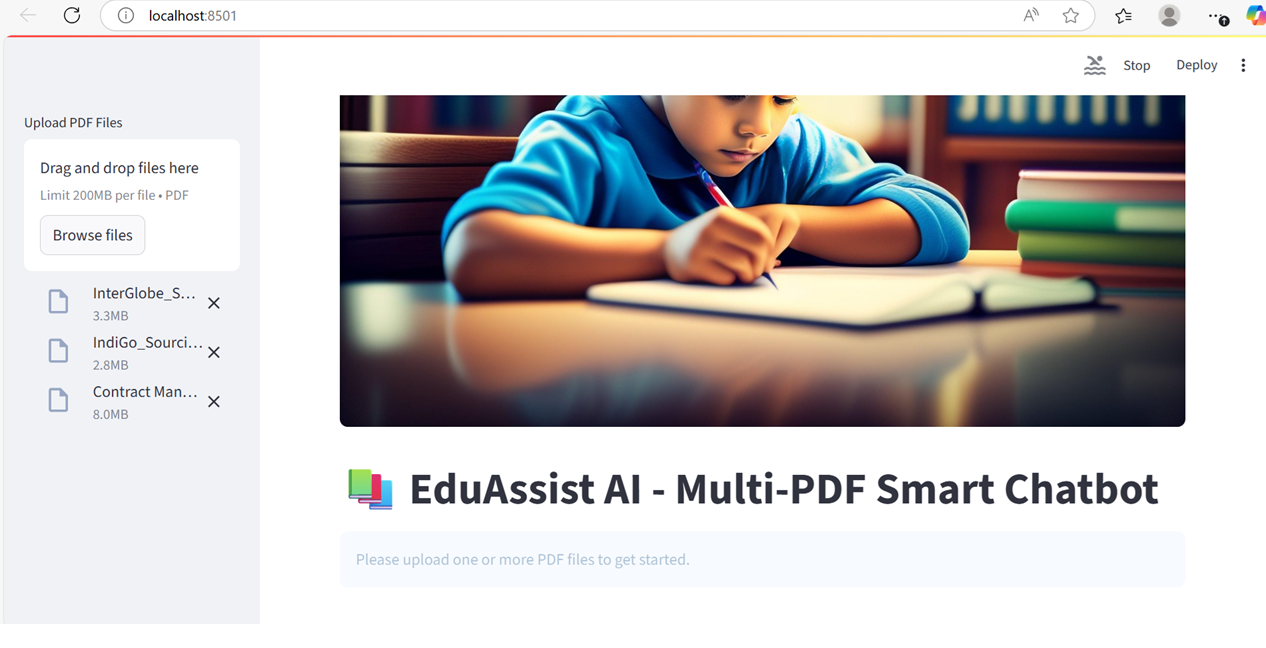 localhost:8501
Stop
Deploy
Upload PDF Files
Drag and drop files here
Limit 200MB per file • PDF
Browse files
InterGlobe_S...
3.3MB
IndiGo_Sourci...
2.8MB
Contract Man...
8.0MB
EduAssist AI - Multi-PDF Smart Chatbot
Please upload one or more PDF files to get started.